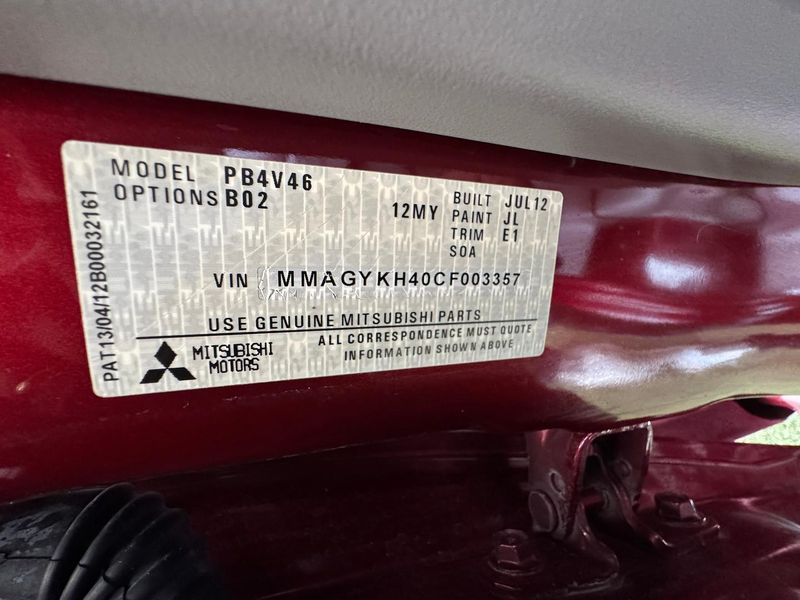 MODEL PB4V46
OPTIONS B02
12MY
BUILT JUL12
PAINT JL
TRIM E1
SOA
VIN MMAGYKH40CF003357
USE GENUINE MITSUBISHI PARTS
MITSUBISHI
MOTORS
ALL CORRESPONDENCE MUST QUOTE
INFORMATION SHOWN ABOVE
PAT13/04/12B00032161